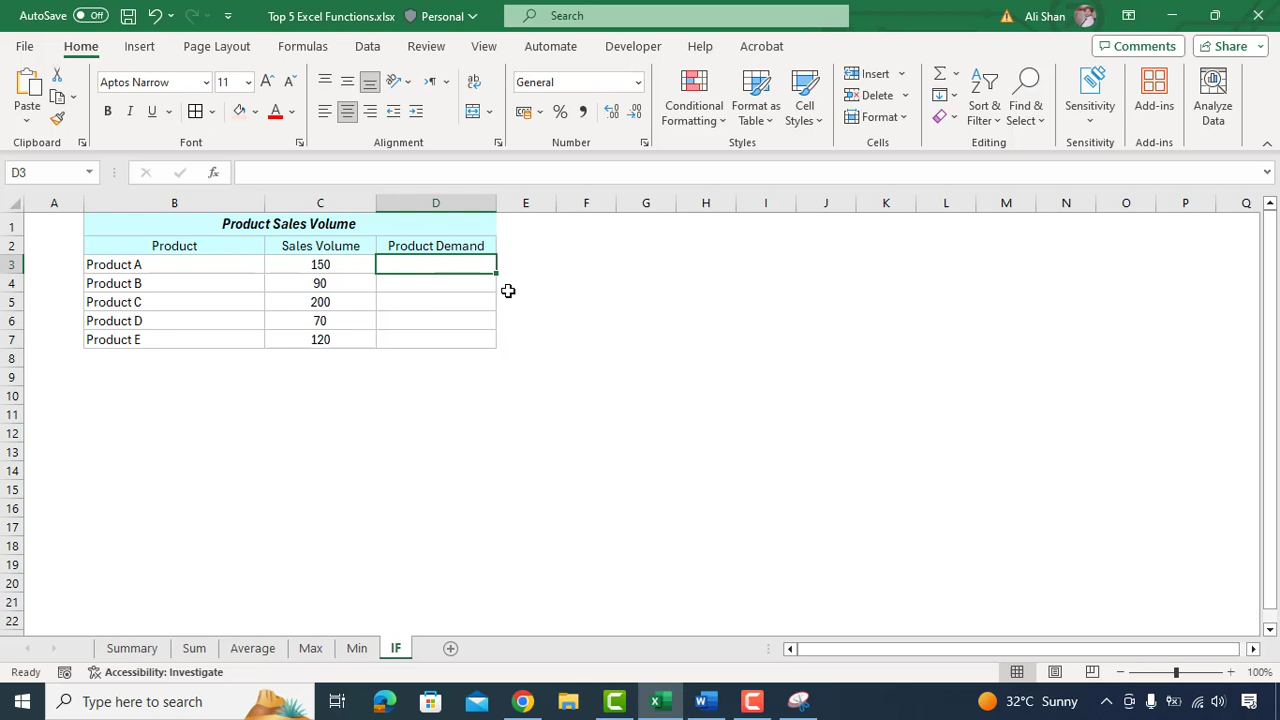 AutoSave Off Top 5 Excel Functions.xlsx Personal Search Ali Shan
File Home Insert Page Layout Formulas Data Review View Automate Developer Help Acrobat Comments Share
Paste Aptos Narrow 11 General Conditional Formatting Format as Table Cell Styles Insert Delete Format Sort & Filter Find & Select Sensitivity Add-ins Analyze Data
Clipboard Font Alignment Number Styles Cells Editing Sensitivity Add-ins
D3 fx
A B C D E F G H I J K L M N O P Q
1 Product Sales Volume
2 Product Sales Volume Product Demand
3 Product A 150
4 Product B 90
5 Product C 200
6 Product D 70
7 Product E 120
8
9
10
11
12
13
14
15
16
17
18
19
20
21
22
Summary Sum Average Max Min IF
Ready Accessibility: Investigate 100%
Type here to search 32°C Sunny